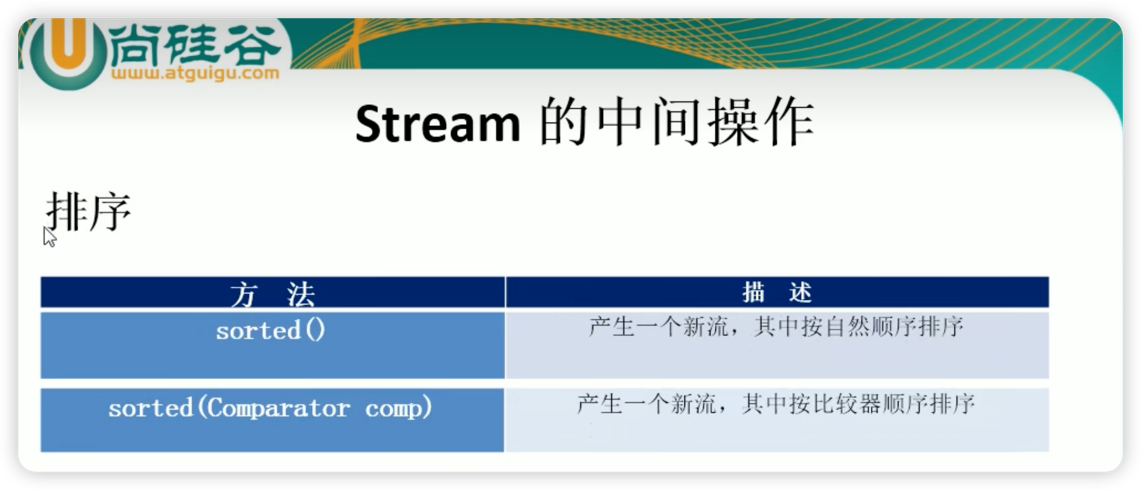 尚硅谷
www.atguigu.com
Stream 的中间操作
排序
方 法 描 述
sorted() 产生一个新流，其中按自然顺序排序
sorted(Comparator comp) 产生一个新流，其中按比较器顺序排序